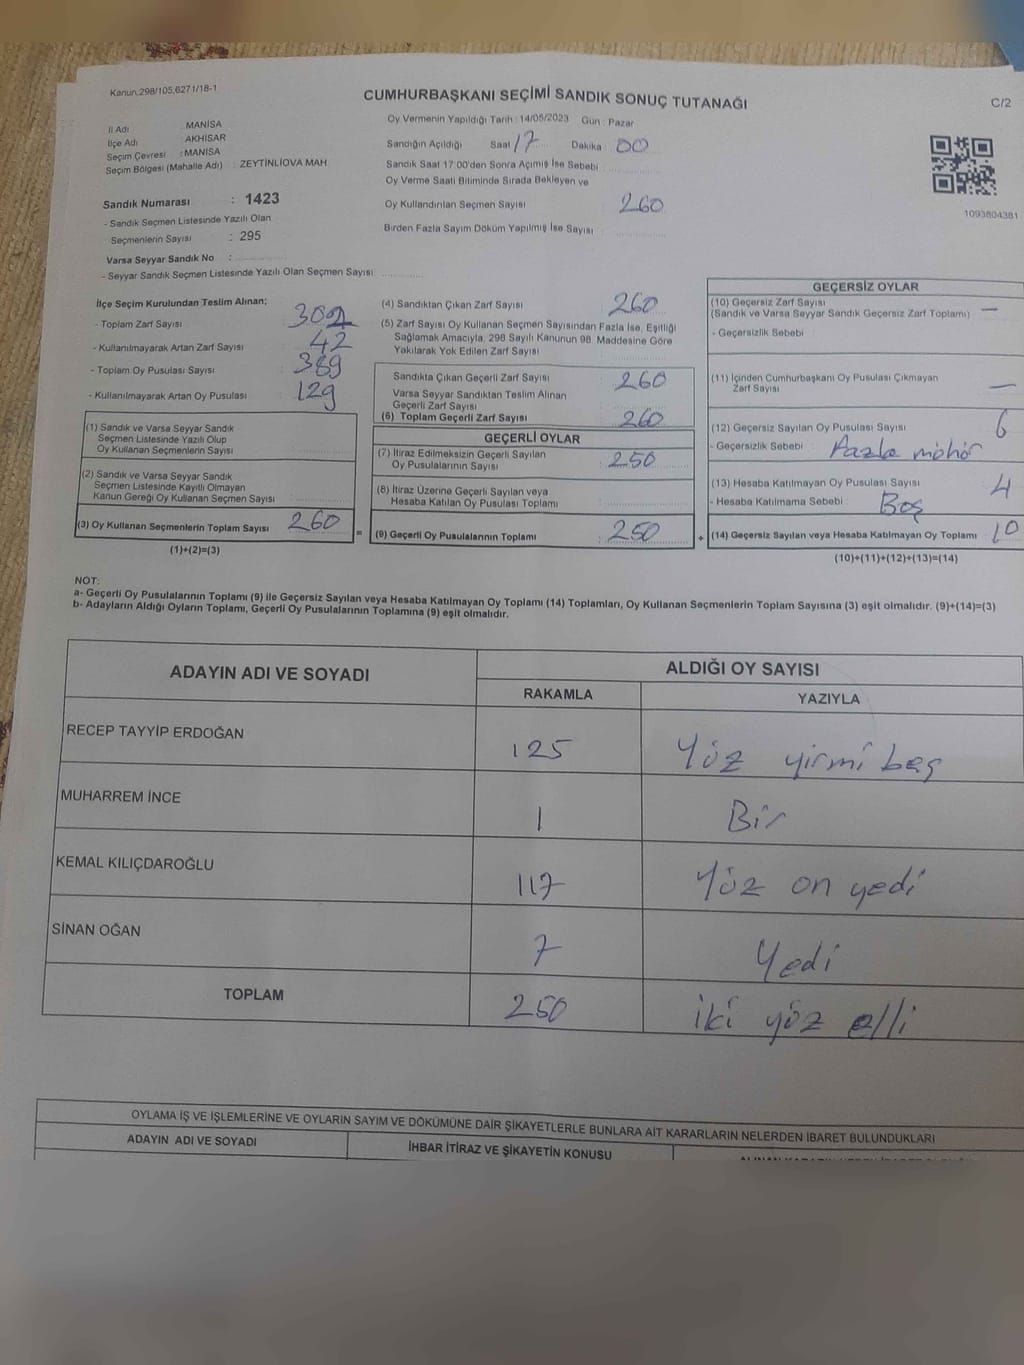 Kanun.298/105,6271/18-1
CUMHURBAŞKANI SEÇİMİ SANDIK SONUÇ TUTANAĞI
C/2
İl Adı : MANİSA
İlçe Adı : AKHİSAR
Seçim Çevresi : MANİSA
Seçim Bölgesi (Mahalle Adı) : ZEYTİNLİOVA MAH
Sandık Numarası : 1423
- Sandık Seçmen Listesinde Yazılı Olan
Seçmenlerin Sayısı : 295
Varsa Seyyar Sandık No :
- Seyyar Sandık Seçmen Listesinde Yazılı Olan Seçmen Sayısı:
Oy Vermenin Yapıldığı Tarih : 14/05/2023 Gün : Pazar
Sandığın Açıldığı Saat 17 Dakika : 00
Sandık Saat 17:00'den Sonra Açımış İse Sebebi :
Oy Verme Saati Bitiminde Sırada Bekleyen ve
Oy Kullandırılan Seçmen Sayısı : 260
Birden Fazla Sayım Döküm Yapılmış İse Sayısı :
1093804381
İlçe Seçim Kurulundan Teslim Alınan;
- Toplam Zarf Sayısı : 302
- Kullanılmayarak Artan Zarf Sayısı : 42
- Toplam Oy Pusulası Sayısı : 389
- Kullanılmayarak Artan Oy Pusulası : 129
(1) Sandık ve Varsa Seyyar Sandık
Seçmen Listesinde Yazılı Olup
Oy Kullanan Seçmenlerin Sayısı :
(2) Sandık ve Varsa Seyyar Sandık
Seçmen Listesinde Kayıtlı Olmayan
Kanun Gereği Oy Kullanan Seçmen Sayısı :
(3) Oy Kullanan Seçmenlerin Toplam Sayısı : 260
(1)+(2)=(3)
=
(4) Sandıktan Çıkan Zarf Sayısı : 260
(5) Zarf Sayısı Oy Kullanan Seçmen Sayısından Fazla İse, Eşitliği
Sağlamak Amacıyla, 298 Sayılı Kanunun 98. Maddesine Göre
Yakılarak Yok Edilen Zarf Sayısı :
Sandıkta Çıkan Geçerli Zarf Sayısı : 260
Varsa Seyyar Sandıktan Teslim Alınan
Geçerli Zarf Sayısı :
(6) Toplam Geçerli Zarf Sayısı : 260
GEÇERLİ OYLAR
(7) İtiraz Edilmeksizin Geçerli Sayılan
Oy Pusulalarının Sayısı : 250
(8) İtiraz Üzerine Geçerli Sayılan veya
Hesaba Katılan Oy Pusulası Toplamı :
(9) Geçerli Oy Pusulalarının Toplamı : 250
+
GEÇERSİZ OYLAR
(10) Geçersiz Zarf Sayısı :
(Sandık ve Varsa Seyyar Sandık Geçersiz Zarf Toplamı) —
- Geçersizlik Sebebi :
(11) İçinden Cumhurbaşkanı Oy Pusulası Çıkmayan
Zarf Sayısı : —
(12) Geçersiz Sayılan Oy Pusulası Sayısı : 6
- Geçersizlik Sebebi : Fazla möhör
(13) Hesaba Katılmayan Oy Pusulası Sayısı : 4
- Hesaba Katılmama Sebebi : Boş
(14) Geçersiz Sayılan veya Hesaba Katılmayan Oy Toplamı : 10
(10)+(11)+(12)+(13)=(14)
NOT:
a- Geçerli Oy Pusulalarının Toplamı (9) ile Geçersiz Sayılan veya Hesaba Katılmayan Oy Toplamı (14) Toplamları, Oy Kullanan Seçmenlerin Toplam Sayısına (3) eşit olmalıdır. (9)+(14)=(3)
b- Adayların Aldığı Oyların Toplamı, Geçerli Oy Pusulalarının Toplamına (9) eşit olmalıdır.
ADAYIN ADI VE SOYADI
ALDIĞI OY SAYISI
RAKAMLA YAZIYLA
RECEP TAYYİP ERDOĞAN 125 Yöz yirmi beş
MUHARREM İNCE 1 Bir
KEMAL KILIÇDAROĞLU 117 Yöz on yedi
SİNAN OĞAN 7 Yedi
TOPLAM 250 iki yöz elli
OYLAMA İŞ VE İŞLEMLERİNE VE OYLARIN SAYIM VE DÖKÜMÜNE DAİR ŞİKAYETLERLE BUNLARA AİT KARARLARIN NELERDEN İBARET BULUNDUKLARI
ADAYIN ADI VE SOYADI İHBAR İTİRAZ VE ŞİKAYETİN KONUSU